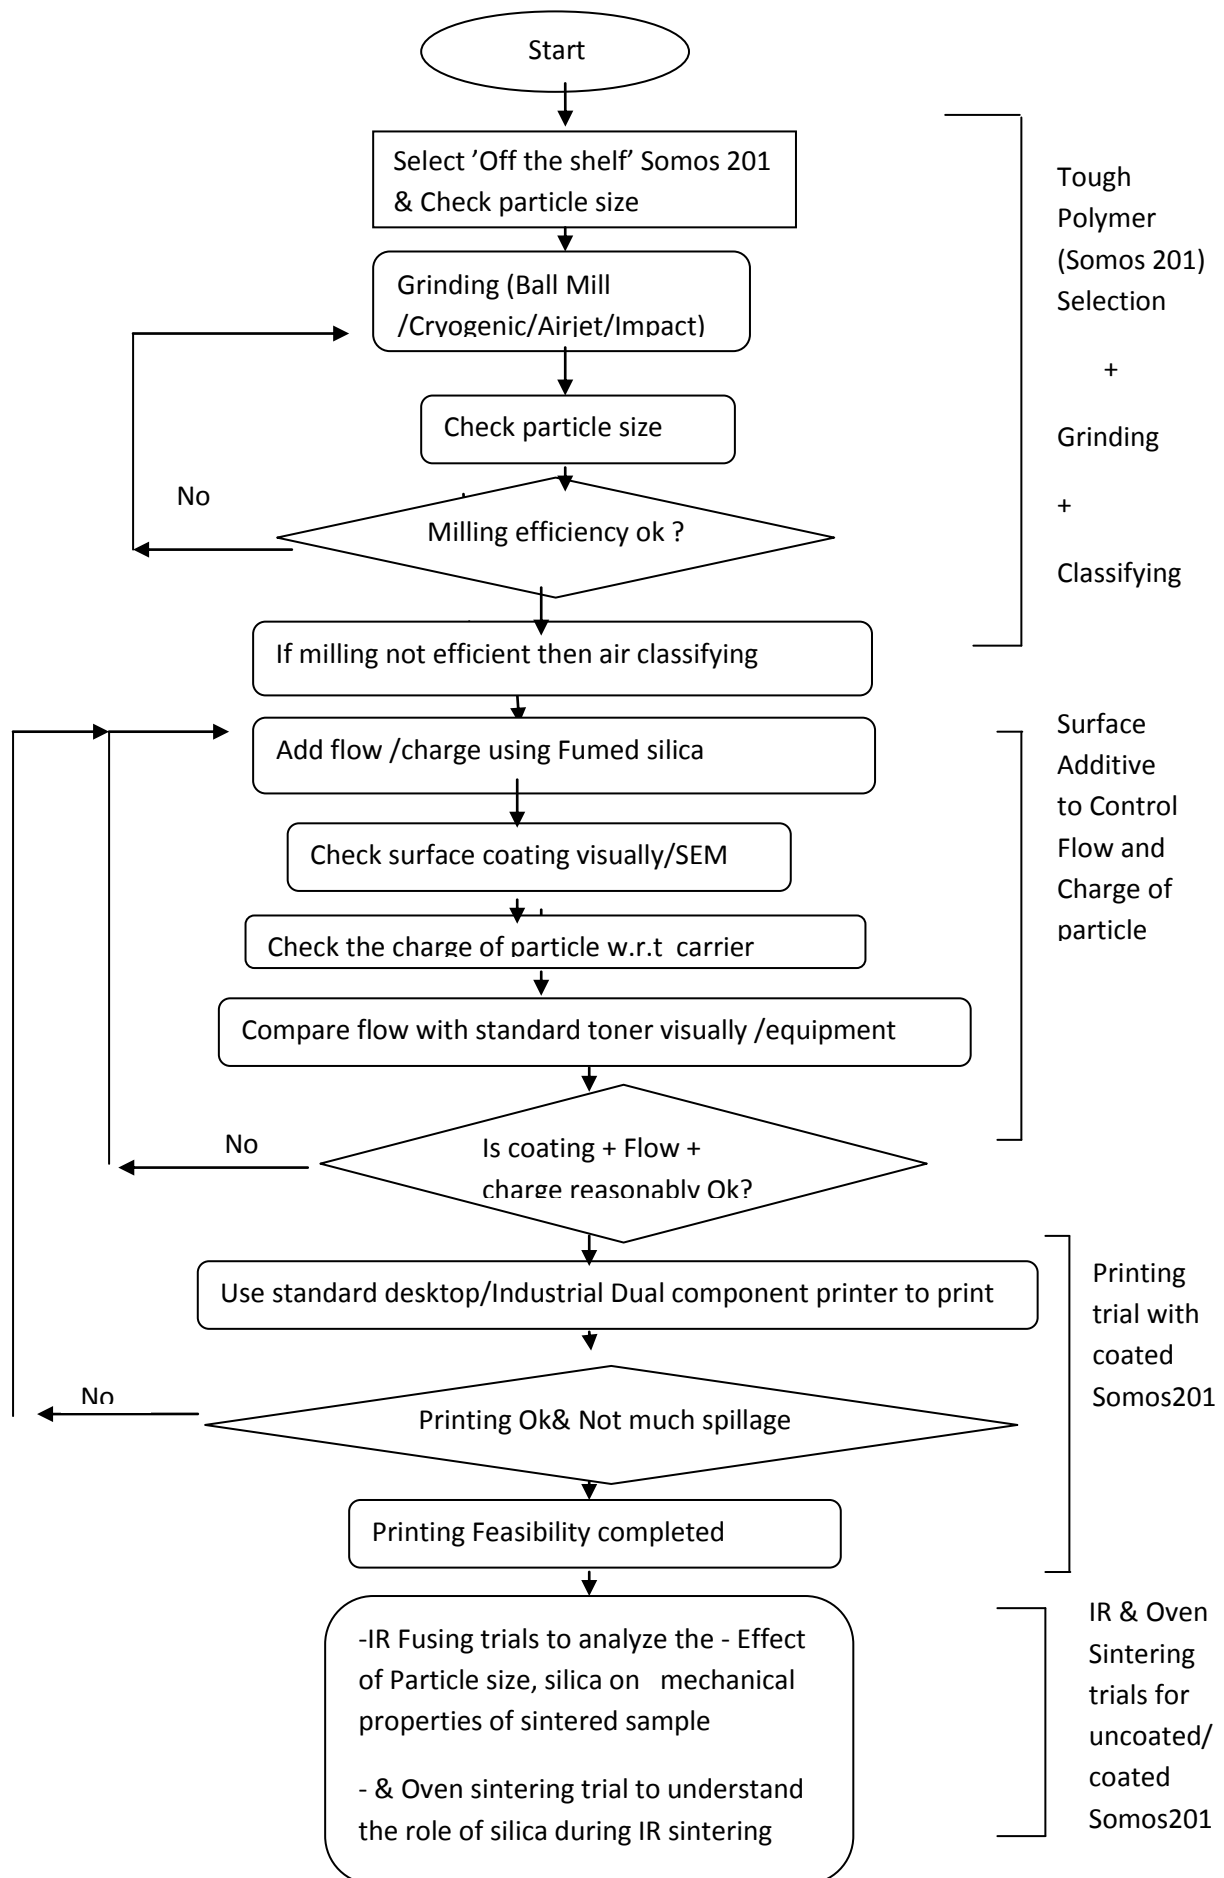 Start
Select ’Off the shelf’ Somos 201
& Check particle size
Grinding (Ball Mill
/Cryogenic/Airjet/Impact)
Check particle size
No
Milling efficiency ok ?
If milling not efficient then air classifying
Tough
Polymer
(Somos 201)
Selection
+
Grinding
+
Classifying
Add flow /charge using Fumed silica
Check surface coating visually/SEM
Check the charge of particle w.r.t carrier
Compare flow with standard toner visually /equipment
No
Is coating + Flow +
charge reasonably Ok?
Surface
Additive
to Control
Flow and
Charge of
particle
Use standard desktop/Industrial Dual component printer to print
No
Printing Ok& Not much spillage
Printing Feasibility completed
Printing
trial with
coated
Somos201
-IR Fusing trials to analyze the - Effect
of Particle size, silica on mechanical
properties of sintered sample
- & Oven sintering trial to understand
the role of silica during IR sintering
IR & Oven
Sintering
trials for
uncoated/
coated
Somos201